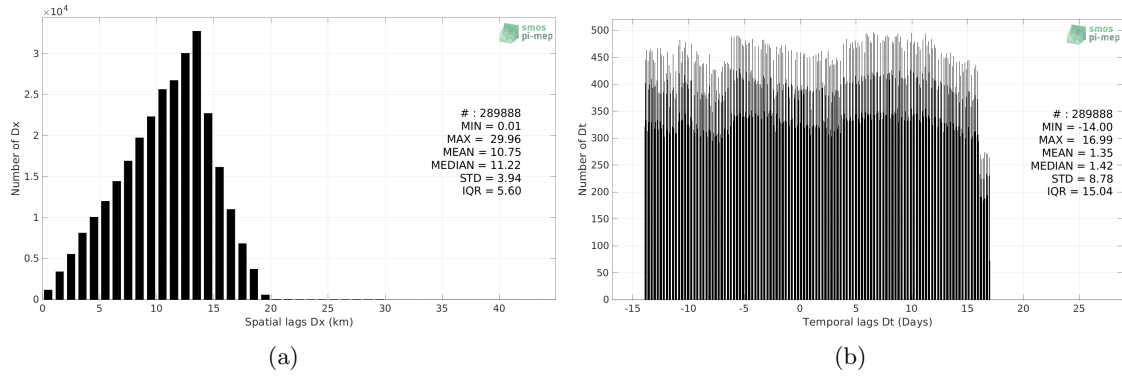 ×10⁴
3
2.5
2
1.5
1
0.5
0
0 5 10 15 20 25 30 35 40
Number of Dx
Spatial lags Dx (km)
smos
pi-mep
# : 289888
MIN = 0.01
MAX = 29.96
MEAN = 10.75
MEDIAN = 11.22
STD = 3.94
IQR = 5.60
(a)
500
450
400
350
300
250
200
150
100
50
0
-15 -10 -5 0 5 10 15 20 25
Number of Dt
Temporal lags Dt (Days)
smos
pi-mep
# : 289888
MIN = -14.00
MAX = 16.99
MEAN = 1.35
MEDIAN = 1.42
STD = 8.78
IQR = 15.04
(b)